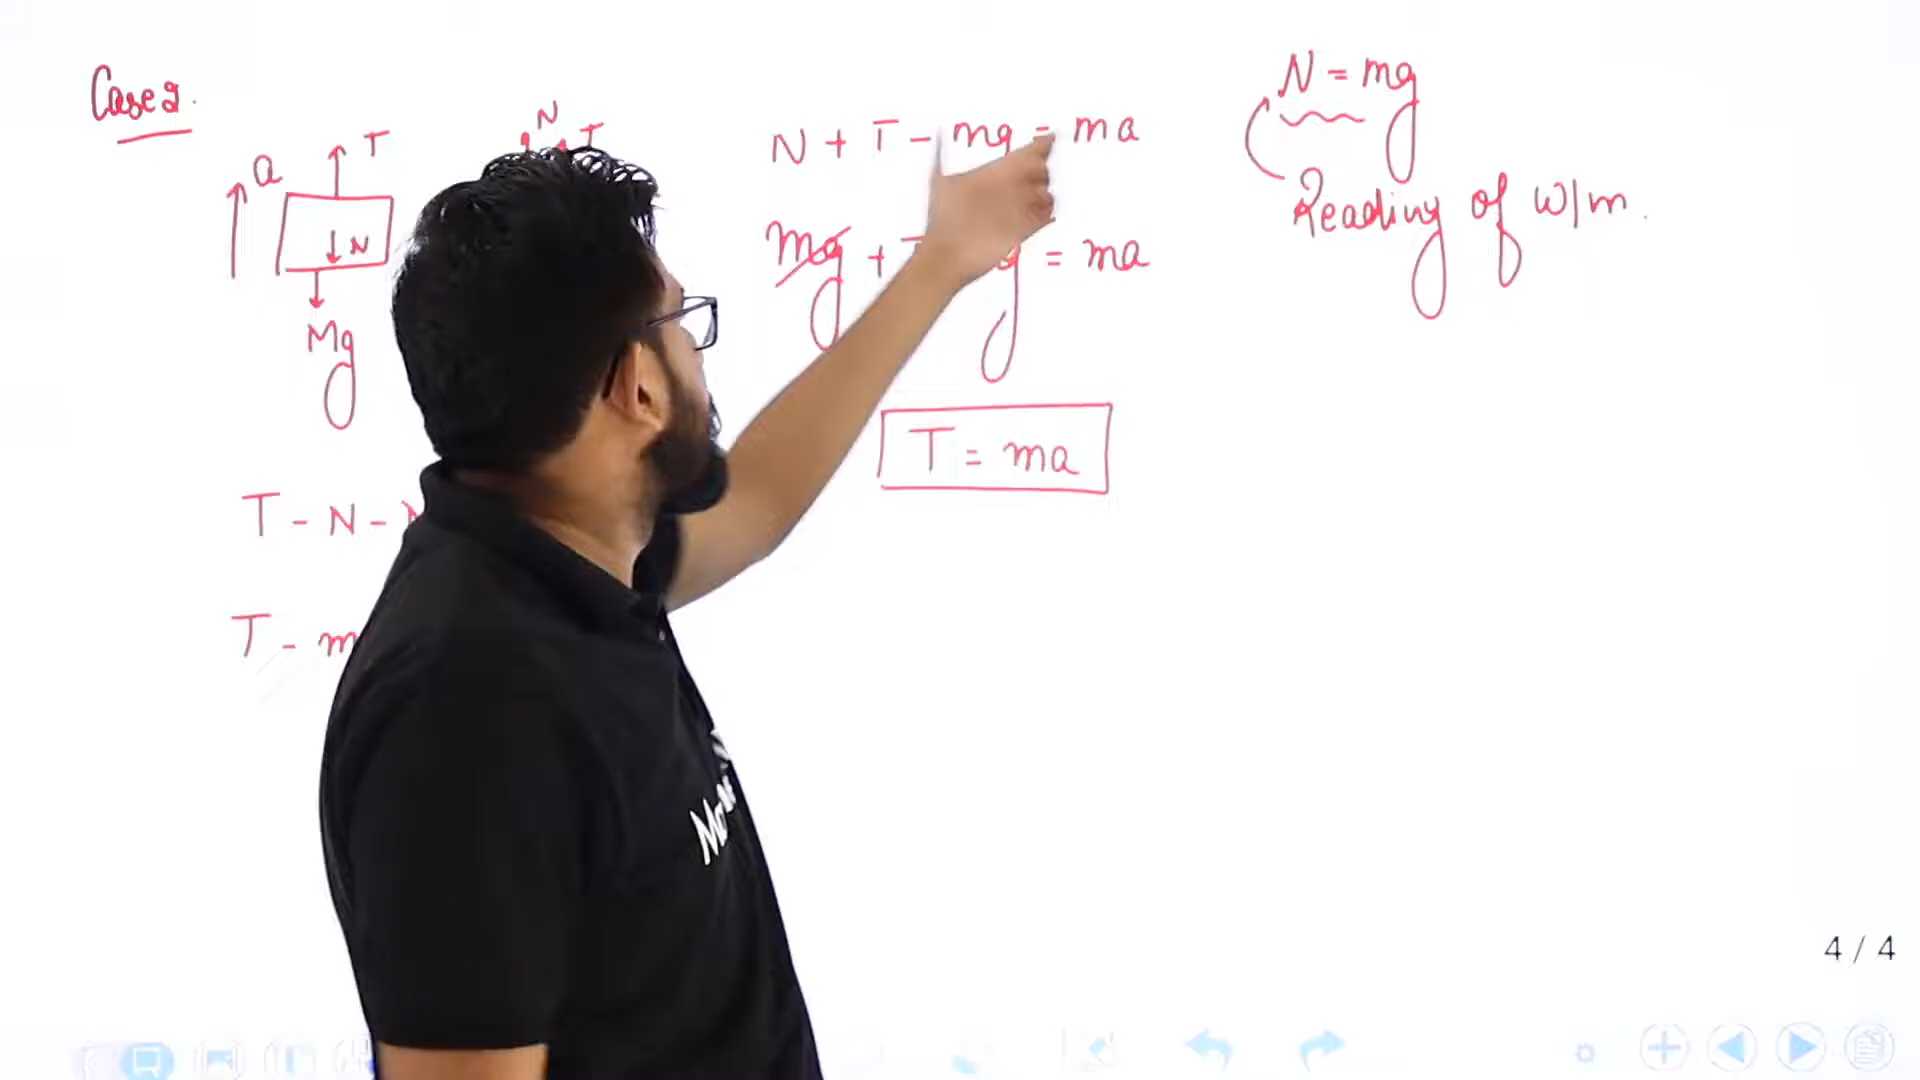 Case 2.
a
T
N
Mg
T - N -
T - m
N
T
N + T - mg = ma
mg + = ma
T = ma
N = mg
Reading of w/m.
4 / 4